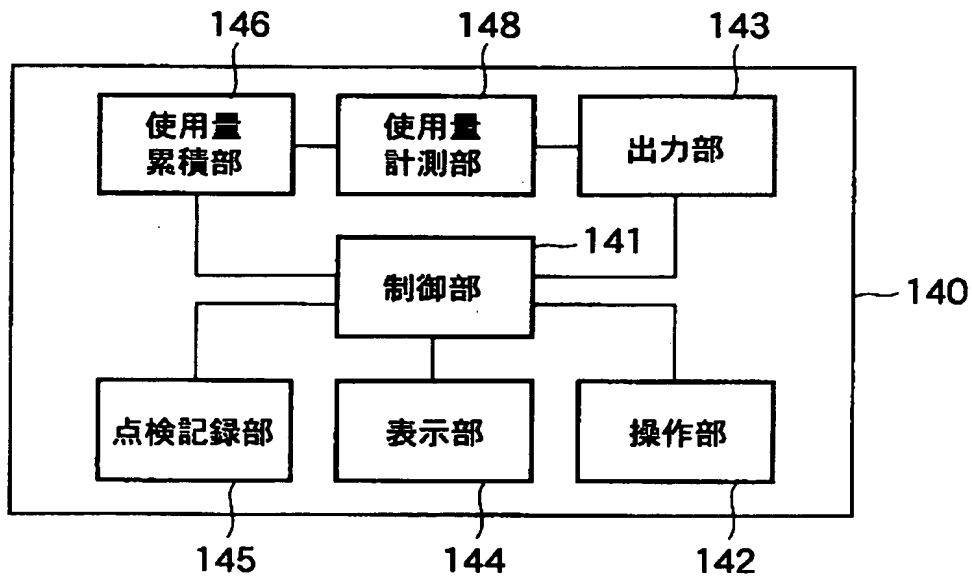 146
148
143
使用量
累積部
使用量
計測部
出力部
141
制御部
140
点検記録部
表示部
操作部
145
144
142